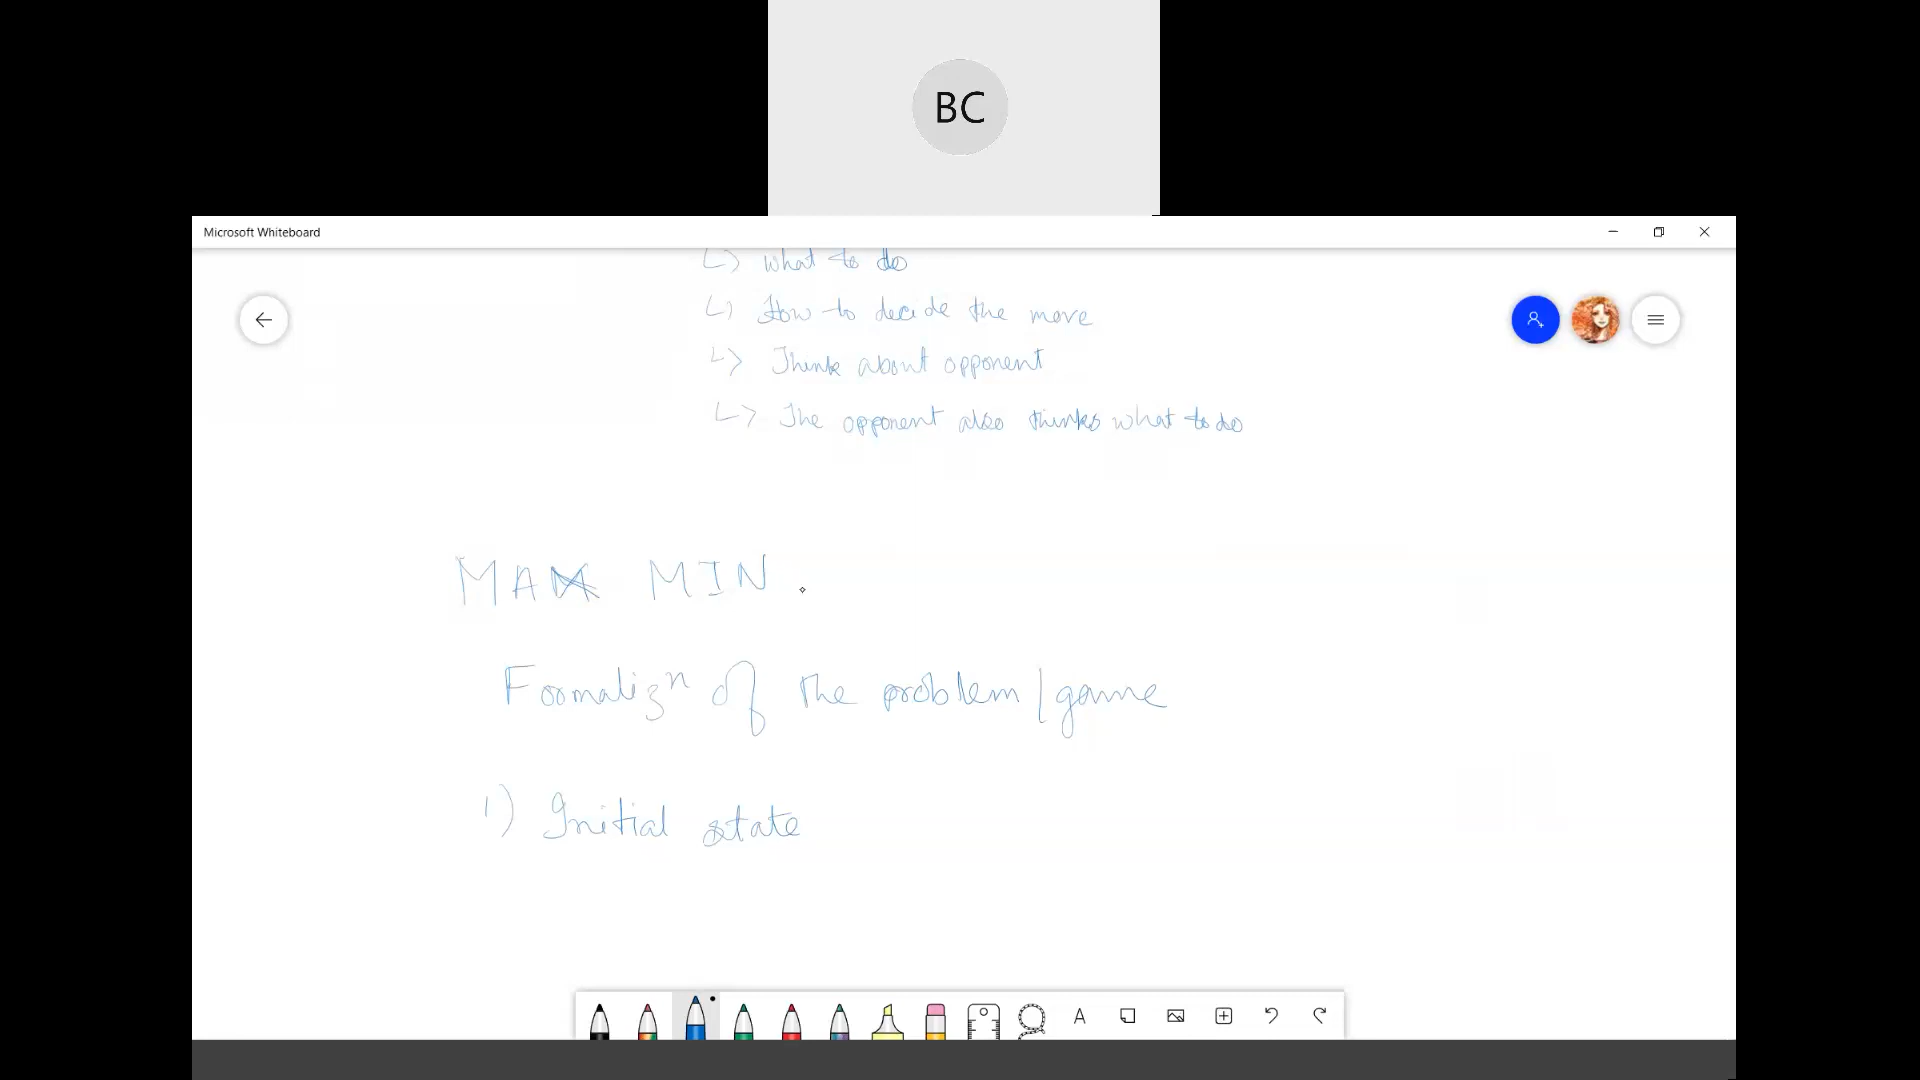 BC
Microsoft Whiteboard
what to do
How to decide the move
Think about opponent
The opponent also thinks what to do
MAX MIN
Formalizⁿ of the problem/game
1) Initial state
A